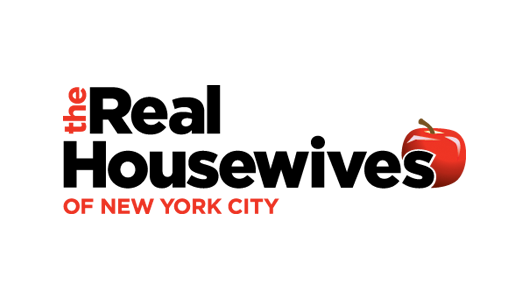 the Real
Housewives
OF NEW YORK CITY